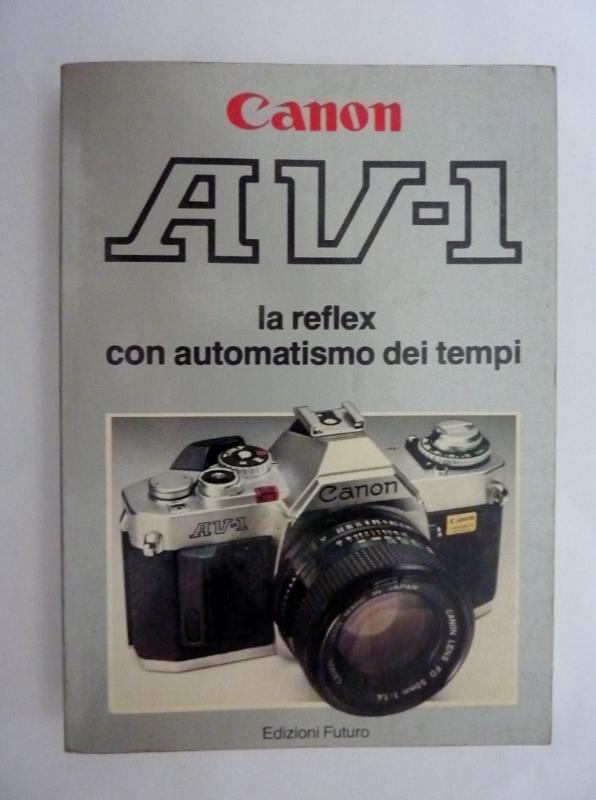 Canon
AV-1
la reflex
con automatismo dei tempi
Canon
AV-1
Canon
CANON LENS FD 50mm 1:1.4
JAPAN
Edizioni Futuro